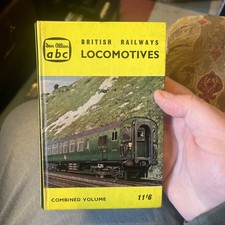 Ian Allan
abc
BRITISH RAILWAYS
LOCOMOTIVES
COMBINED VOLUME
11'6